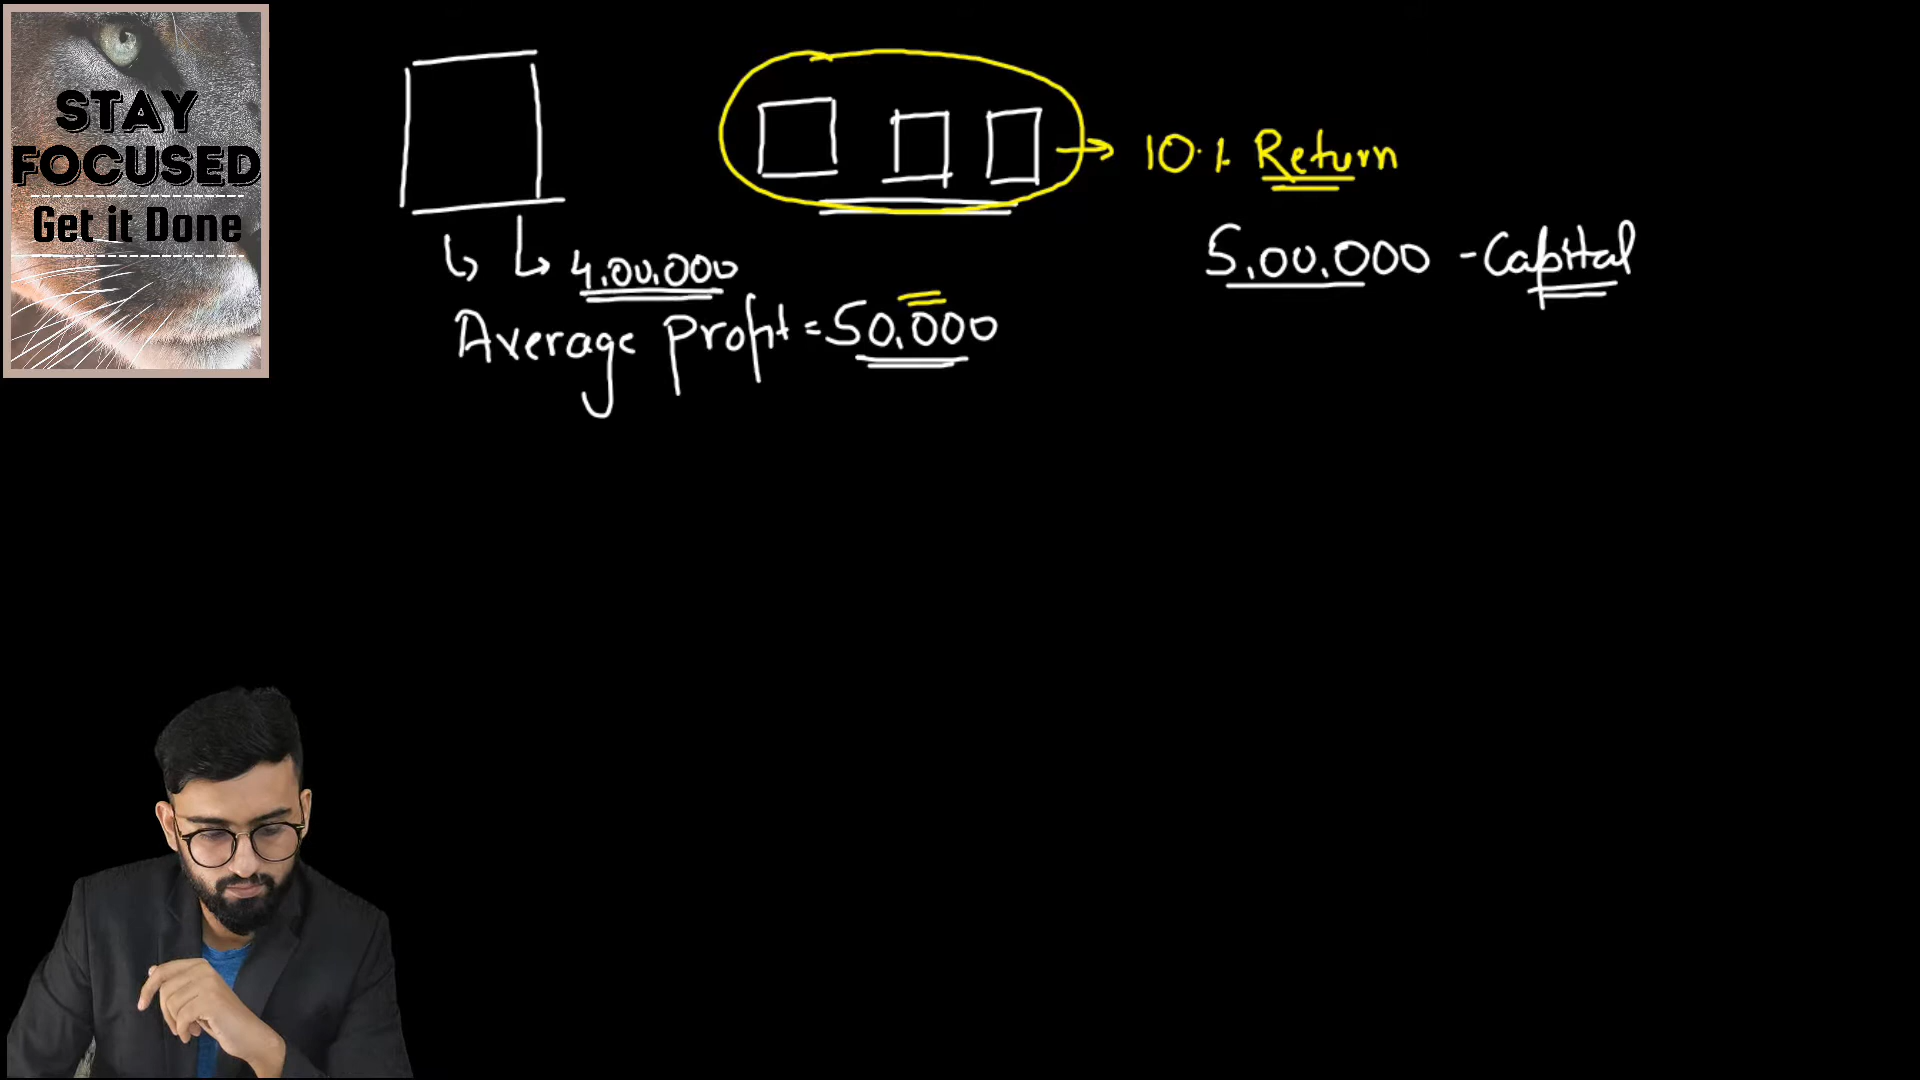 STAY
FOCUSED
Get it Done
10% Return
5,00,000 - Capital
4,00,000
Average Profit = 50,000